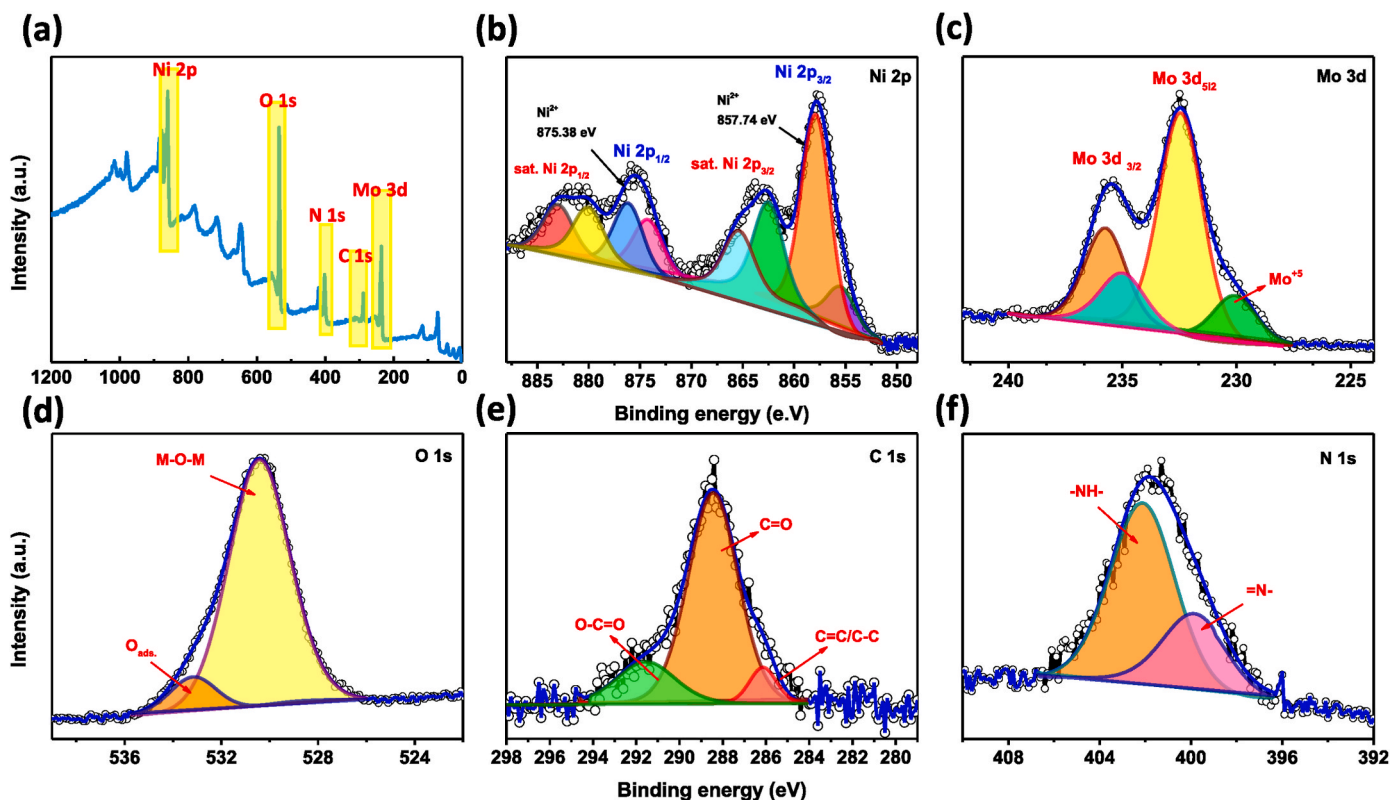 (a)
Ni 2p
O 1s
N 1s
C 1s
Mo 3d
Intensity (a.u.)
1200 1000 800 600 400 200 0
(b)
Ni 2p
Ni 2p3/2
Ni2+
857.74 eV
Ni2+
875.38 eV
Ni 2p1/2
sat. Ni 2p1/2
sat. Ni 2p3/2
885 880 875 870 865 860 855 850
Binding energy (e.V)
(c)
Mo 3d
Mo 3d5l2
Mo 3d 3/2
Mo+5
240 235 230 225
(d)
O 1s
M-O-M
Oads.
Intensity (a.u.)
536 532 528 524
(e)
C 1s
C=O
O-C=O
C=C/C-C
298 296 294 292 290 288 286 284 282 280
Binding energy (eV)
(f)
N 1s
-NH-
=N-
408 404 400 396 392